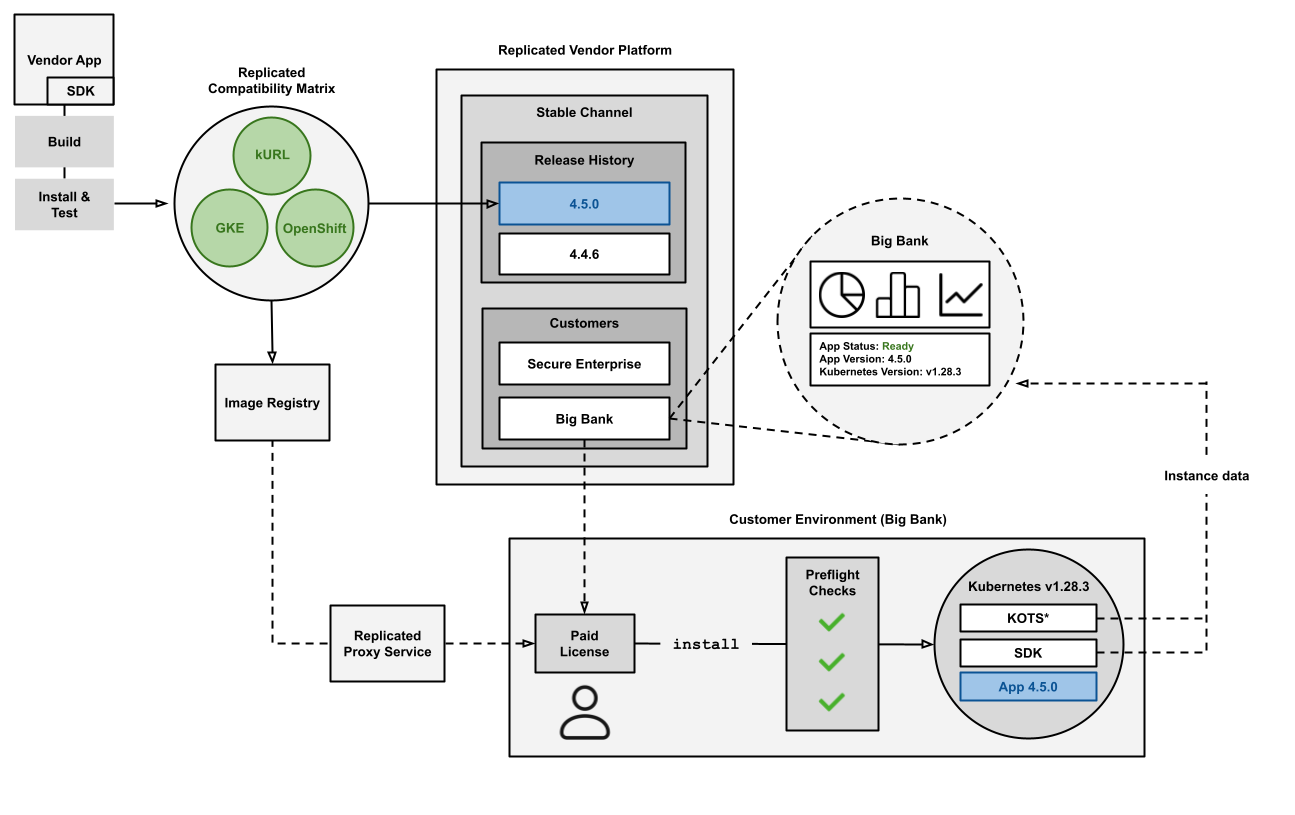 Vendor App
SDK
Build
Install &
Test
Replicated
Compatibility Matrix
kURL
GKE
OpenShift
Image Registry
Replicated Vendor Platform
Stable Channel
Release History
4.5.0
4.4.6
Customers
Secure Enterprise
Big Bank
Big Bank
App Status: Ready
App Version: 4.5.0
Kubernetes Version: v1.28.3
Instance data
Customer Environment (Big Bank)
Replicated
Proxy Service
Paid
License
install
Preflight
Checks
Kubernetes v1.28.3
KOTS*
SDK
App 4.5.0